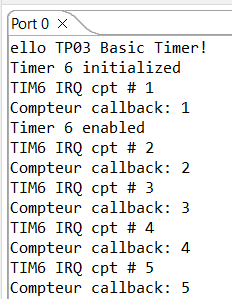 Port 0
ello TP03 Basic Timer!
Timer 6 initialized
TIM6 IRQ cpt # 1
Compteur callback: 1
Timer 6 enabled
TIM6 IRQ cpt # 2
Compteur callback: 2
TIM6 IRQ cpt # 3
Compteur callback: 3
TIM6 IRQ cpt # 4
Compteur callback: 4
TIM6 IRQ cpt # 5
Compteur callback: 5